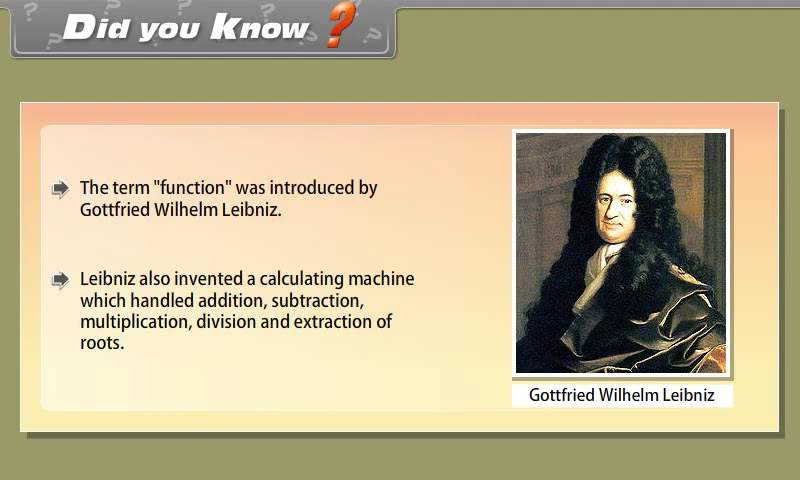 Did you Know ?
The term "function" was introduced by
Gottfried Wilhelm Leibniz.
Leibniz also invented a calculating machine
which handled addition, subtraction,
multiplication, division and extraction of
roots.
Gottfried Wilhelm Leibniz